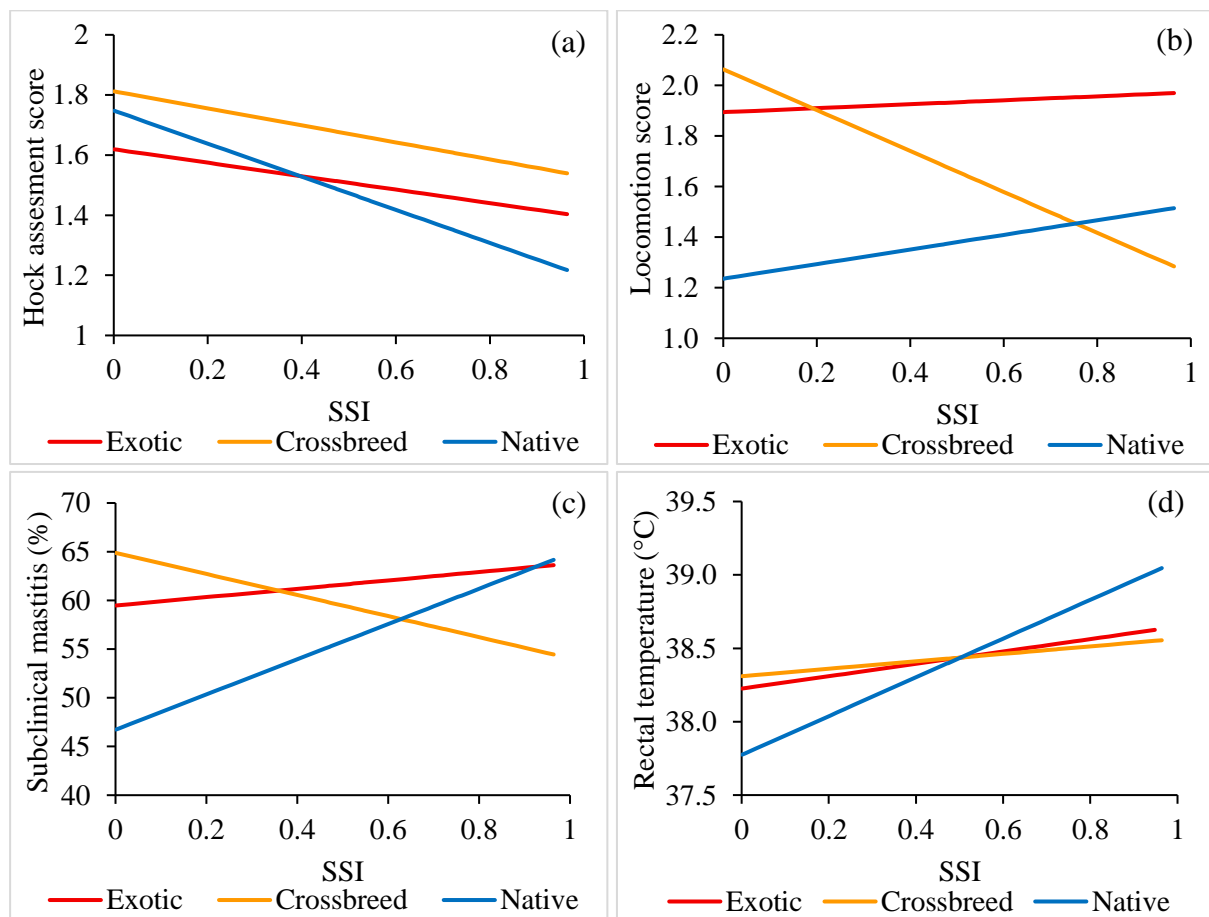 (a)
Hock assesment score
2
1.8
1.6
1.4
1.2
1
0 0.2 0.4 0.6 0.8 1
SSI
Exotic Crossbreed Native
(b)
Locomotion score
2.2
2.0
1.8
1.6
1.4
1.2
1.0
0 0.2 0.4 0.6 0.8 1
SSI
Exotic Crossbreed Native
(c)
Subclinical mastitis (%)
70
65
60
55
50
45
40
0 0.2 0.4 0.6 0.8 1
SSI
Exotic Crossbreed Native
(d)
Rectal temperature (°C)
39.5
39.0
38.5
38.0
37.5
0 0.2 0.4 0.6 0.8 1
SSI
Exotic Crossbreed Native